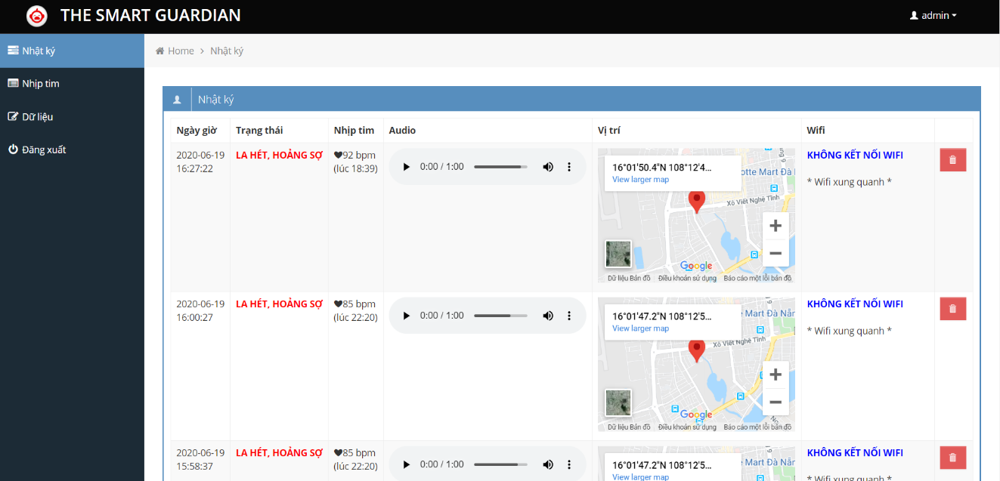 THE SMART GUARDIAN
admin
Nhật ký
Nhịp tim
Dữ liệu
Đăng xuất
Home > Nhật ký
Nhật ký
Ngày giờ Trạng thái Nhịp tim Audio Vị trí Wifi
2020-06-19
16:27:22
LA HÉT, HOẢNG SỢ
92 bpm
(lúc 18:39)
0:00 / 1:00
16°01'50.4"N 108°12'4...
View larger map
otte Mart Đà
Xô Viết Nghệ Tĩnh
Google
Dữ liệu Bản đồ Điều khoản sử dụng Báo cáo một lỗi bản đồ
KHÔNG KẾT NỐI WIFI
* Wifi xung quanh *
2020-06-19
16:00:27
LA HÉT, HOẢNG SỢ
85 bpm
(lúc 22:20)
0:00 / 1:00
16°01'47.2"N 108°12'5...
View larger map
Mart Đà Nẵn
Xô Viết Nghệ Tĩnh
Google
Dữ liệu Bản đồ Điều khoản sử dụng Báo cáo một lỗi bản đồ
KHÔNG KẾT NỐI WIFI
* Wifi xung quanh *
2020-06-19
15:58:37
LA HÉT, HOẢNG SỢ
85 bpm
(lúc 22:20)
0:00 / 1:00
16°01'47.2"N 108°12'5...
View larger map
Mart Đà Nẵn
KHÔNG KẾT NỐI WIFI
* Wifi xung quanh *